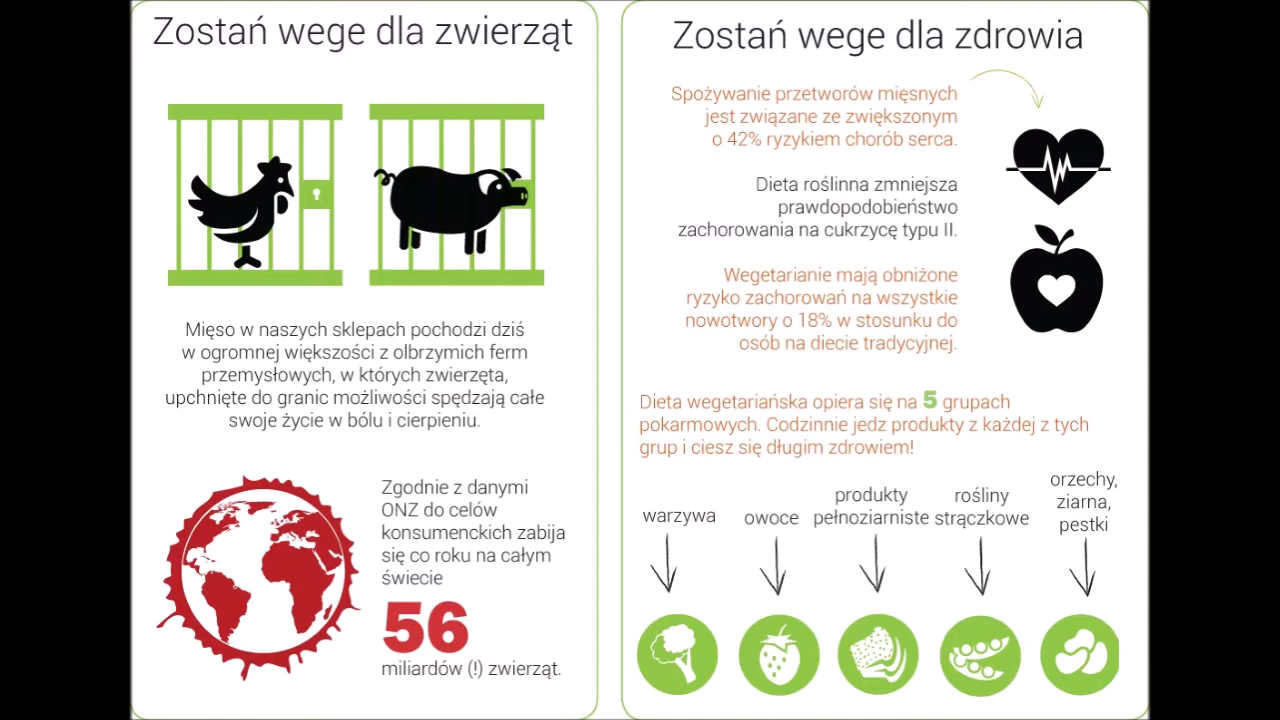 Zostań wege dla zwierząt
Mięso w naszych sklepach pochodzi dziś
w ogromnej większości z olbrzymich ferm
przemysłowych, w których zwierzęta,
upchnięte do granic możliwości spędzają całe
swoje życie w bólu i cierpieniu.
Zgodnie z danymi
ONZ do celów
konsumenckich zabija
się co roku na całym
świecie
56
miliardów (!) zwierząt.
Zostań wege dla zdrowia
Spożywanie przetworów mięsnych
jest związane ze zwiększonym
o 42% ryzykiem chorób serca.
Dieta roślinna zmniejsza
prawdopodobieństwo
zachorowania na cukrzycę typu II.
Wegetarianie mają obniżone
ryzyko zachorowań na wszystkie
nowotwory o 18% w stosunku do
osób na diecie tradycyjnej.
Dieta wegetariańska opiera się na 5 grupach
pokarmowych. Codziennie jedz produkty z każdej z tych
grup i ciesz się długim zdrowiem!
warzywa
owoce
produkty
pełnoziarniste
rośliny
strączkowe
orzechy,
ziarna,
pestki